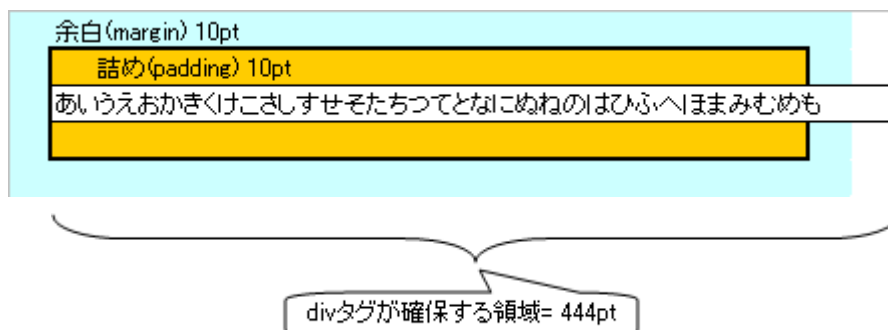 余白(margin) 10pt
詰め(padding) 10pt
あいうえおかきくけこさしすせそたちつてとなにぬねのはひふへほまみむめも
divタグが確保する領域= 444pt